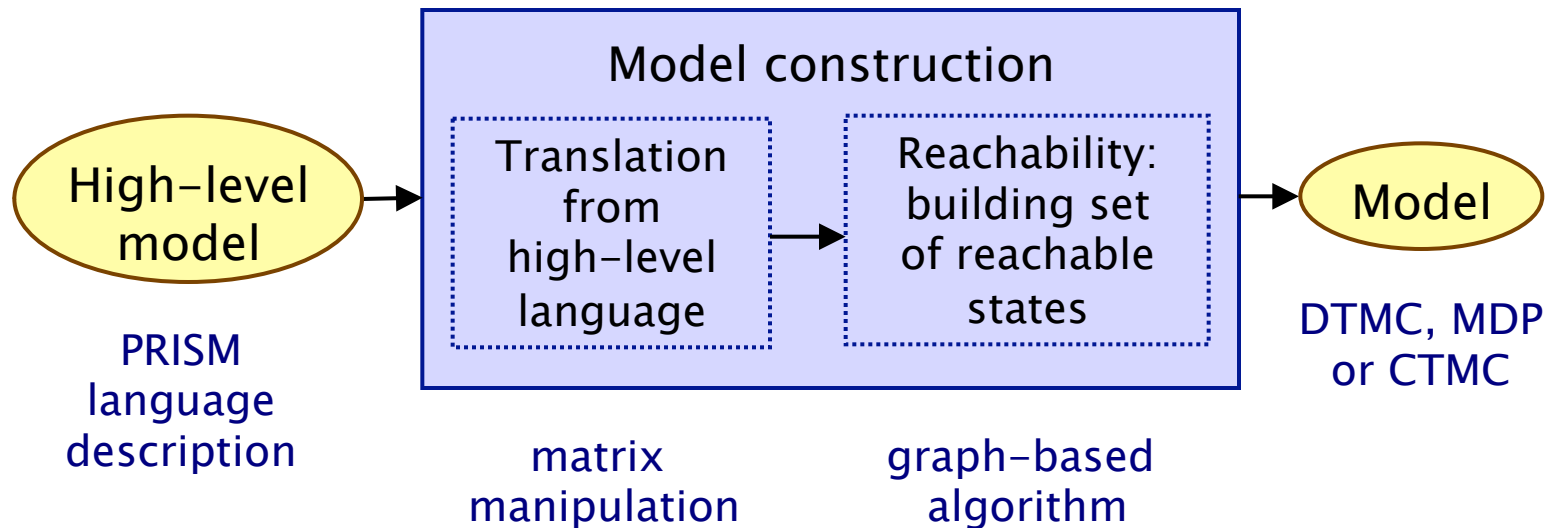 Model construction
High-level
model
Translation
from
high-level
language
Reachability:
building set
of reachable
states
Model
PRISM
language
description
matrix
manipulation
graph-based
algorithm
DTMC, MDP
or CTMC